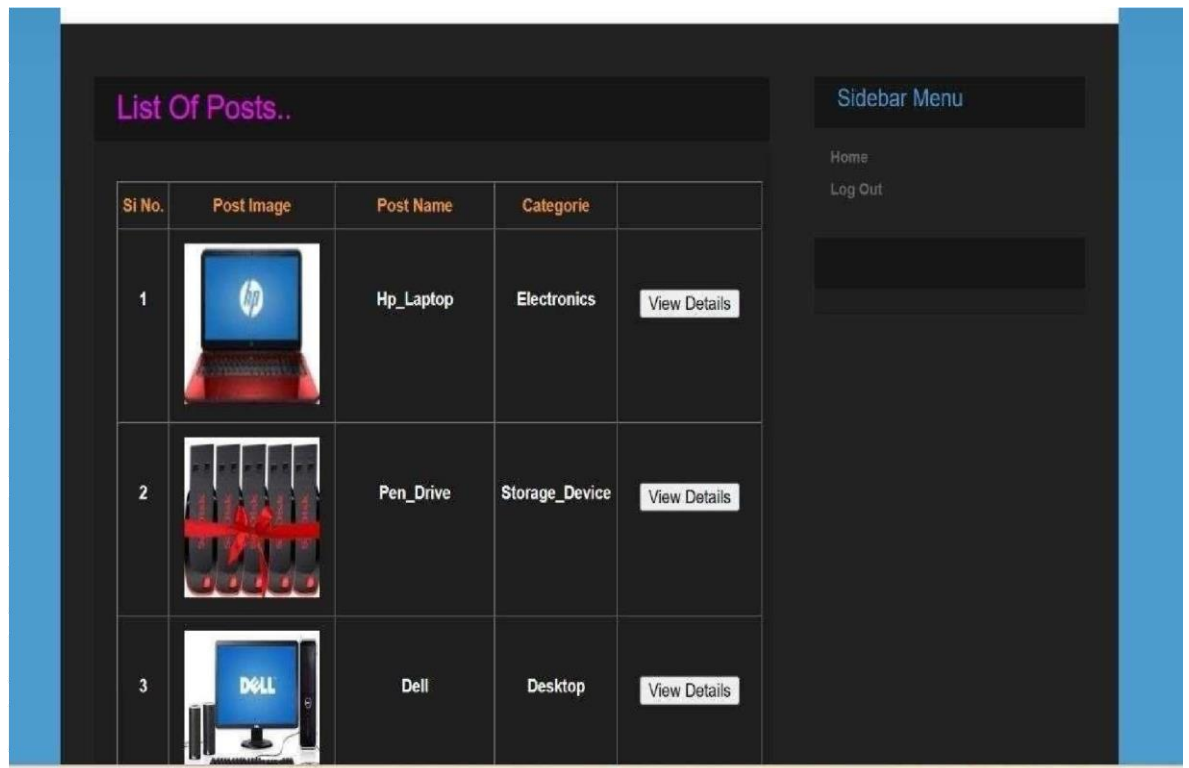 List Of Posts..
Sidebar Menu
Home
Log Out
Si No. Post Image Post Name Categorie
1 hp Hp_Laptop Electronics View Details
2 Pen_Drive Storage_Device View Details
3 DELL Dell Desktop View Details